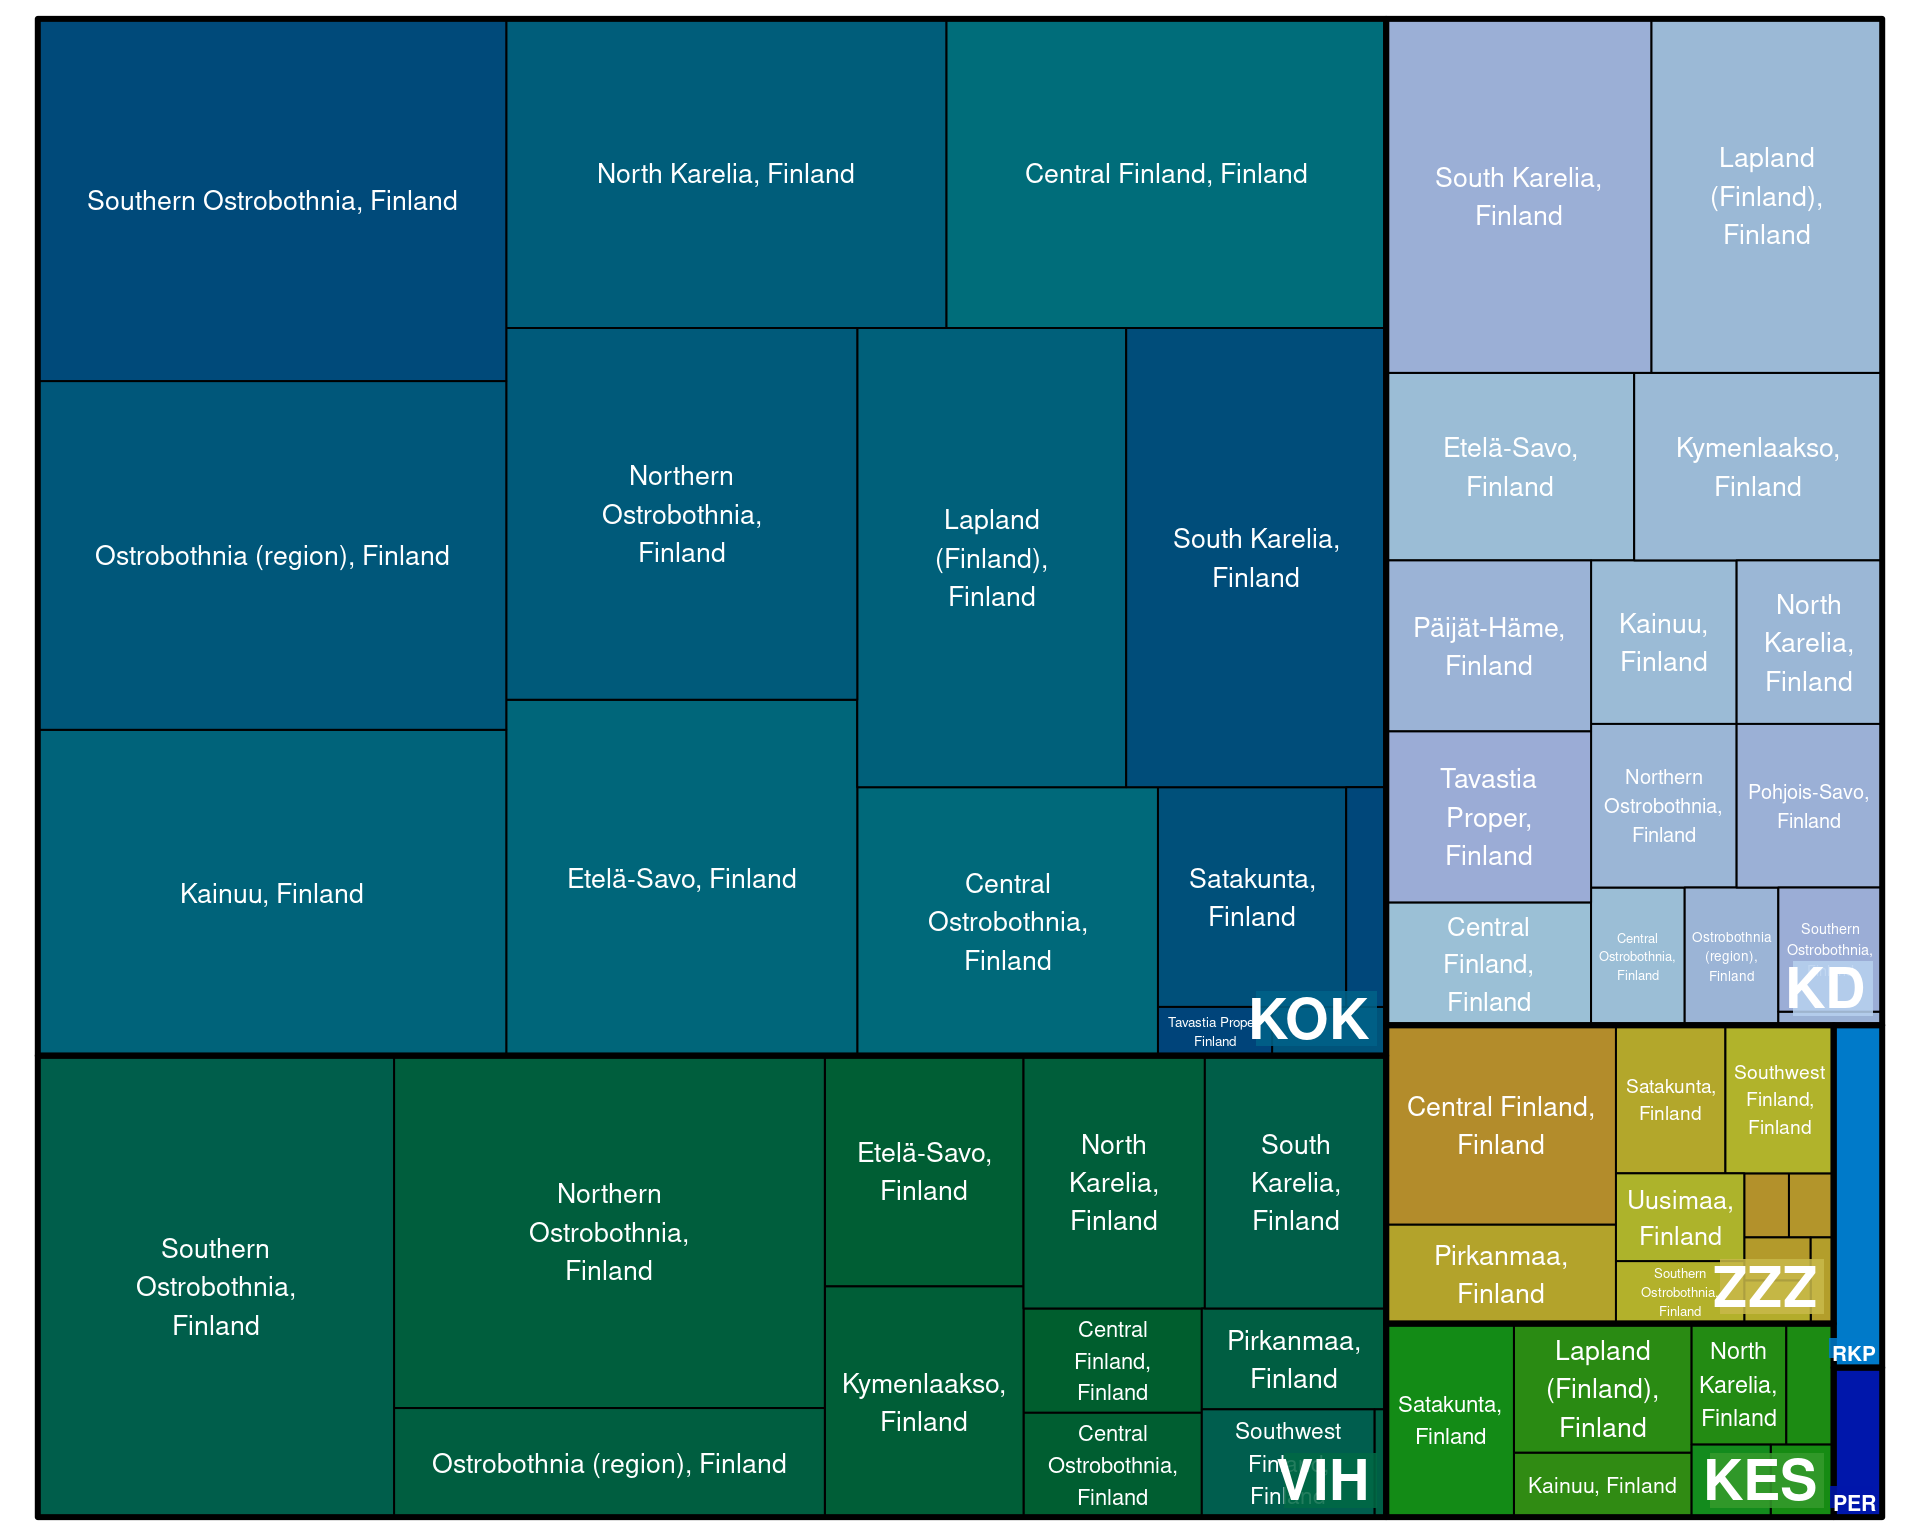 Southern Ostrobothnia, Finland
North Karelia, Finland
Central Finland, Finland
Ostrobothnia (region), Finland
Northern
Ostrobothnia,
Finland
Lapland
(Finland),
Finland
South Karelia,
Finland
Kainuu, Finland
Etelä-Savo, Finland
Central
Ostrobothnia,
Finland
Satakunta,
Finland
Tavastia Prope
Finland
KOK
South Karelia,
Finland
Lapland
(Finland),
Finland
Etelä-Savo,
Finland
Kymenlaakso,
Finland
Päijät-Häme,
Finland
Kainuu,
Finland
North
Karelia,
Finland
Tavastia
Proper,
Finland
Northern
Ostrobothnia,
Finland
Pohjois-Savo,
Finland
Central
Finland,
Finland
Central
Ostrobothnia,
Finland
Ostrobothnia
(region),
Finland
Southern
Ostrobothnia,
KD
Southern
Ostrobothnia,
Finland
Northern
Ostrobothnia,
Finland
Ostrobothnia (region), Finland
Etelä-Savo,
Finland
Kymenlaakso,
Finland
North
Karelia,
Finland
South
Karelia,
Finland
Central
Finland,
Finland
Pirkanmaa,
Finland
Central
Ostrobothnia,
Finland
Southwest
Finland,
Finland
VIH
Central Finland,
Finland
Satakunta,
Finland
Southwest
Finland,
Finland
Pirkanmaa,
Finland
Uusimaa,
Finland
Southern
Ostrobothnia,
Finland
ZZZ
Satakunta,
Finland
Lapland
(Finland),
Finland
North
Karelia,
Finland
Kainuu, Finland
KES
RKP
PER